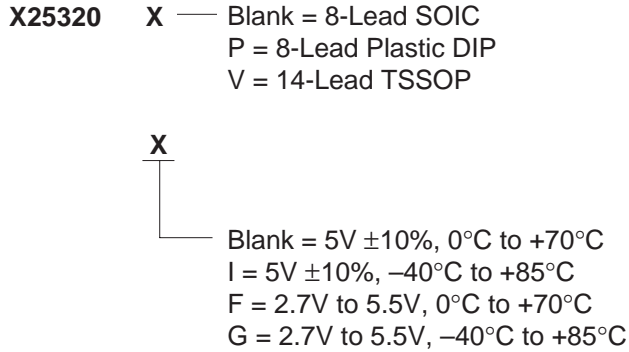 X25320 X Blank = 8-Lead SOIC
P = 8-Lead Plastic DIP
V = 14-Lead TSSOP
X
Blank = 5V ±10%, 0°C to +70°C
I = 5V ±10%, –40°C to +85°C
F = 2.7V to 5.5V, 0°C to +70°C
G = 2.7V to 5.5V, –40°C to +85°C